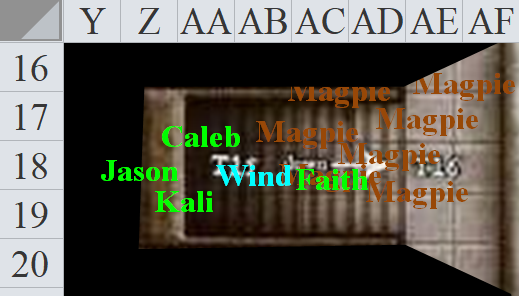 Y Z AA AB AC AD AE AF
16
Magpie Magpie
17
Magpie
Caleb Magpie
Magpie
18
Jason Wind Faith
Magpie
19
Kali
20